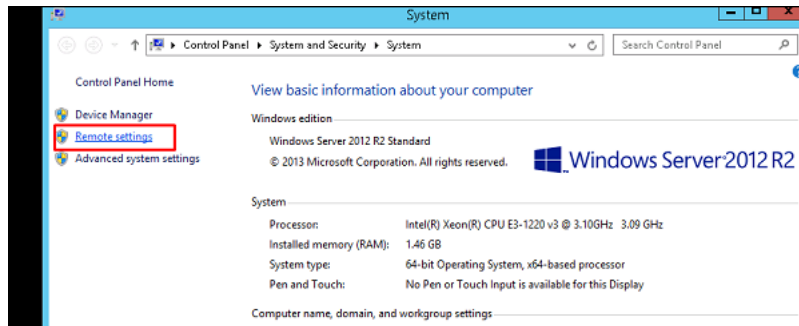 System
Control Panel ▸ System and Security ▸ System
Search Control Panel
Control Panel Home
Device Manager
Remote settings
Advanced system settings
View basic information about your computer
Windows edition
Windows Server 2012 R2 Standard
© 2013 Microsoft Corporation. All rights reserved.
Windows Server 2012 R2
System
Processor: Intel(R) Xeon(R) CPU E3-1220 v3 @ 3.10GHz 3.09 GHz
Installed memory (RAM): 1.46 GB
System type: 64-bit Operating System, x64-based processor
Pen and Touch: No Pen or Touch Input is available for this Display
Computer name, domain, and workgroup settings